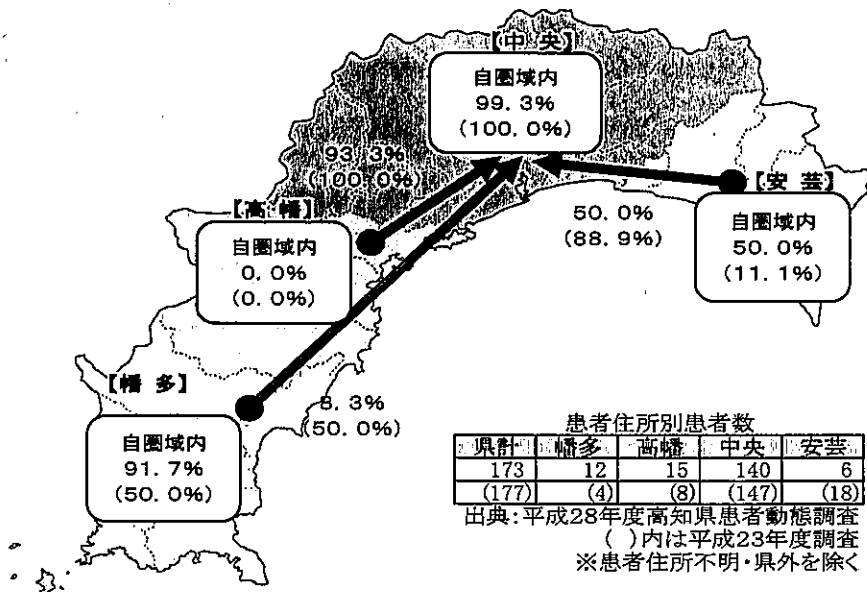 【中央】
自圏域内
99.3%
(100.0%)
93.3%
(100.0%)
【高幡】
自圏域内
0.0%
(0.0%)
【安芸】
自圏域内
50.0%
(11.1%)
50.0%
(88.9%)
【幡多】
自圏域内
91.7%
(50.0%)
8.3%
(50.0%)
患者住所別患者数
県計 幡多 高幡 中央 安芸
173 12 15 140 6
(177) (4) (8) (147) (18)
出典:平成28年度高知県患者動態調査
( )内は平成23年度調査
※患者住所不明・県外を除く